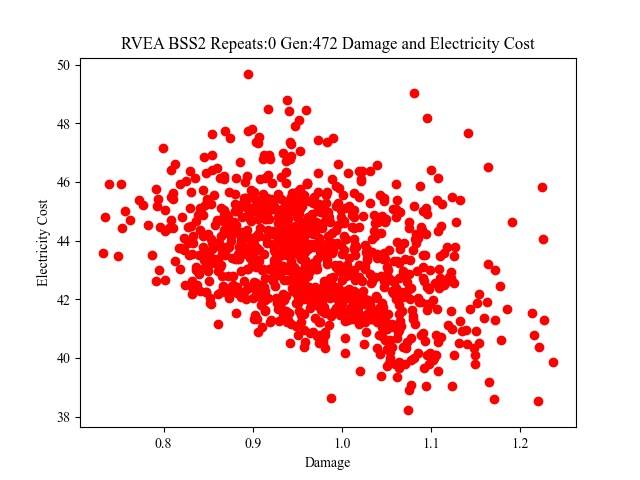 RVEA BSS2 Repeats:0 Gen:472 Damage and Electricity Cost
50
48
46
44
42
40
38
Electricity Cost
0.8 0.9 1.0 1.1 1.2
Damage